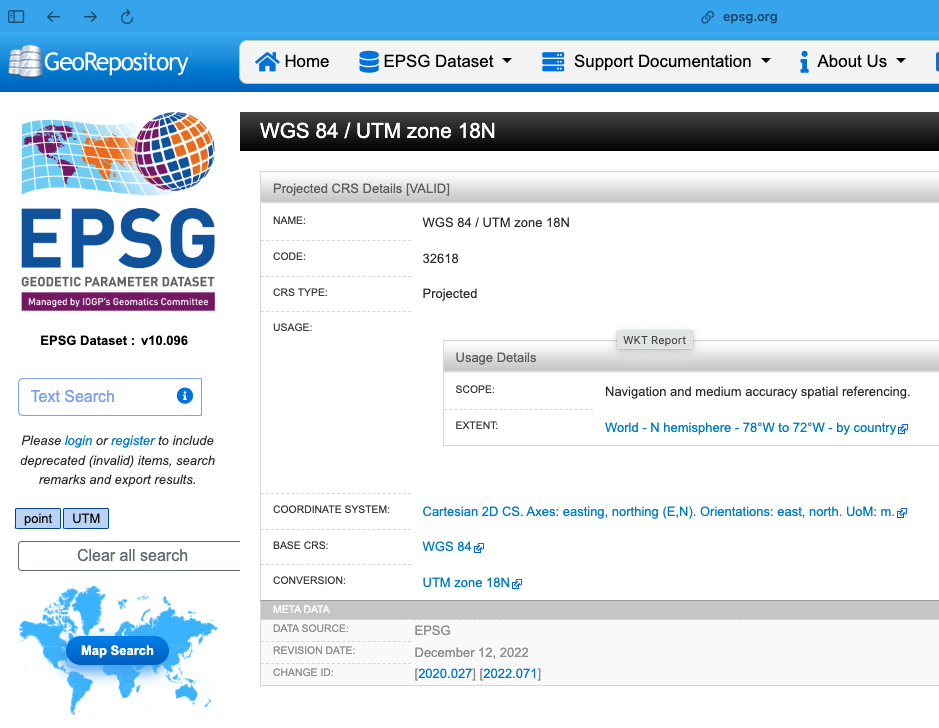 epsg.org
GeoRepository
Home
EPSG Dataset
Support Documentation
About Us
EPSG
GEODETIC PARAMETER DATASET
Managed by IOGP's Geomatics Committee
EPSG Dataset : v10.096
Text Search
Please login or register to include
deprecated (invalid) items, search
remarks and export results.
point UTM
Clear all search
Map Search
WGS 84 / UTM zone 18N
Projected CRS Details [VALID]
NAME: WGS 84 / UTM zone 18N
CODE: 32618
CRS TYPE: Projected
USAGE:
WKT Report
Usage Details
SCOPE: Navigation and medium accuracy spatial referencing.
EXTENT: World - N hemisphere - 78°W to 72°W - by country
COORDINATE SYSTEM: Cartesian 2D CS. Axes: easting, northing (E,N). Orientations: east, north. UoM: m.
BASE CRS: WGS 84
CONVERSION: UTM zone 18N
META DATA
DATA SOURCE: EPSG
REVISION DATE: December 12, 2022
CHANGE ID: [2020.027] [2022.071]